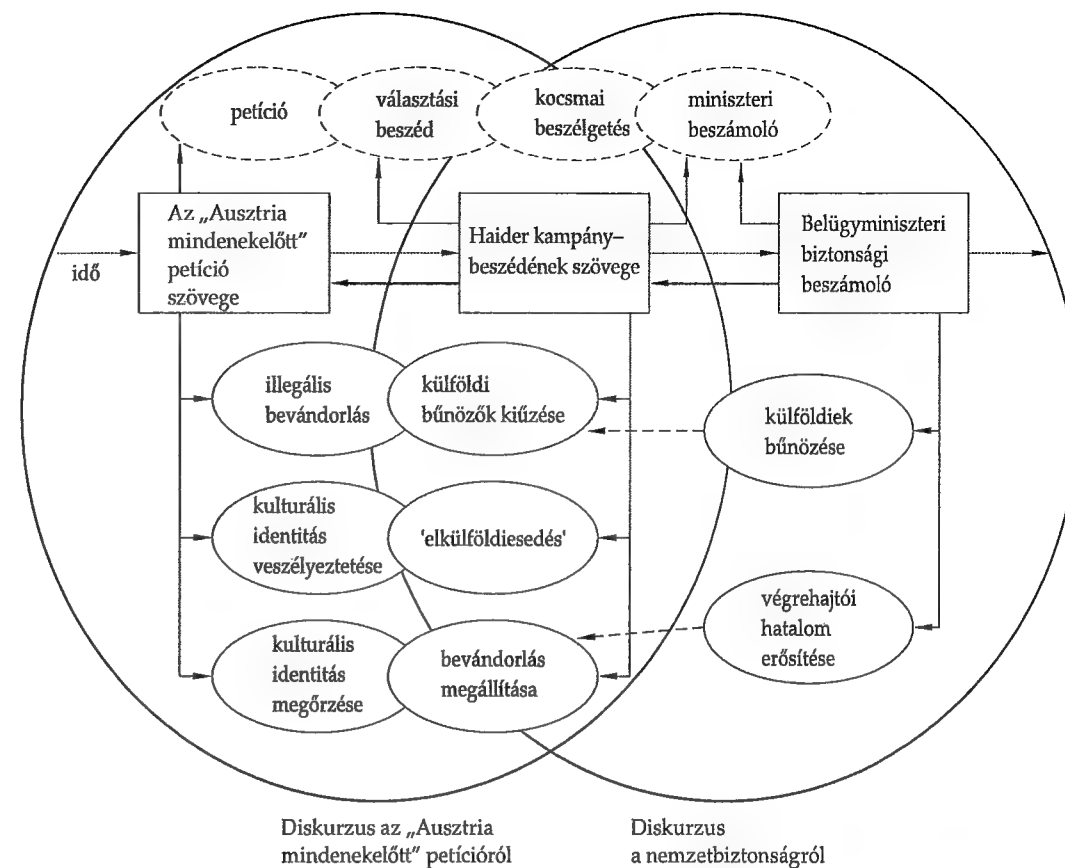 petíció
választási
beszéd
kocsmai
beszélgetés
miniszteri
beszámoló
idő
Az „Ausztria
mindenekelőtt"
petíció
szövege
Haider kampány–
beszédének szövege
Belügyminiszteri
biztonsági
beszámoló
illegális
bevándorlás
külföldi
bűnözők kiűzése
külföldiek
bűnözése
kulturális
identitás
veszélyeztetése
'elkülföldiesedés'
végrehajtói
hatalom
erősítése
kulturális
identitás
megőrzése
bevándorlás
megállítása
Diskurzus az „Ausztria
mindenekelőtt" petícióról
Diskurzus
a nemzetbiztonságról